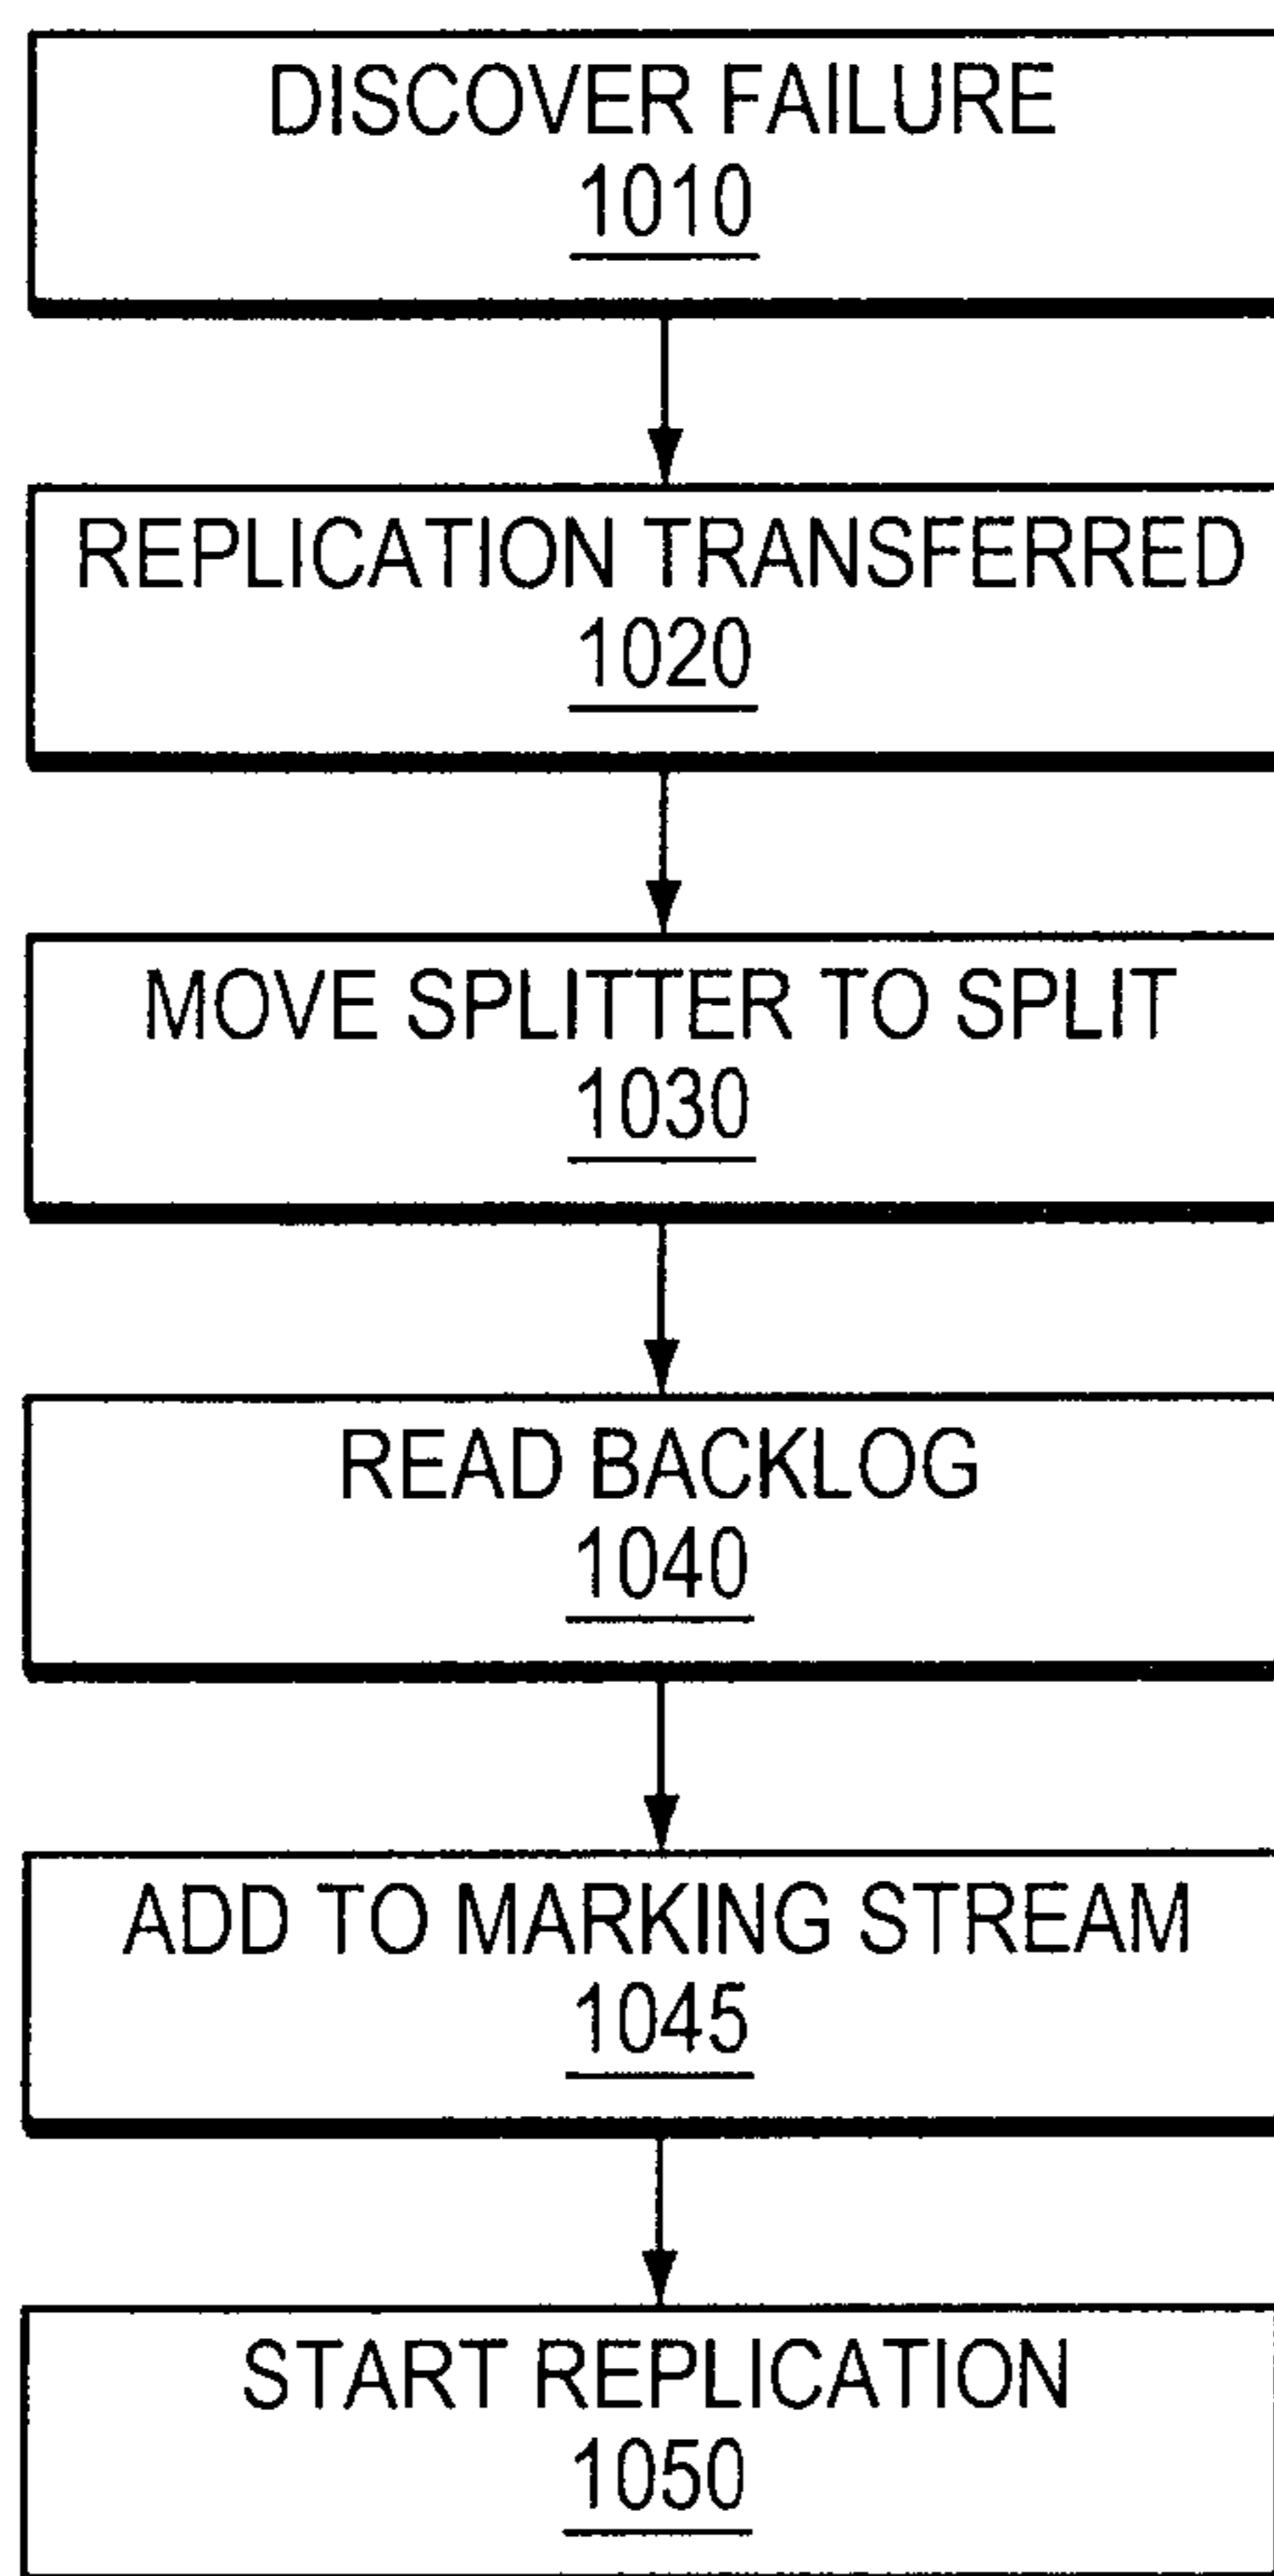 DISCOVER FAILURE
1010
REPLICATION TRANSFERRED
1020
MOVE SPLITTER TO SPLIT
1030
READ BACKLOG
1040
ADD TO MARKING STREAM
1045
START REPLICATION
1050